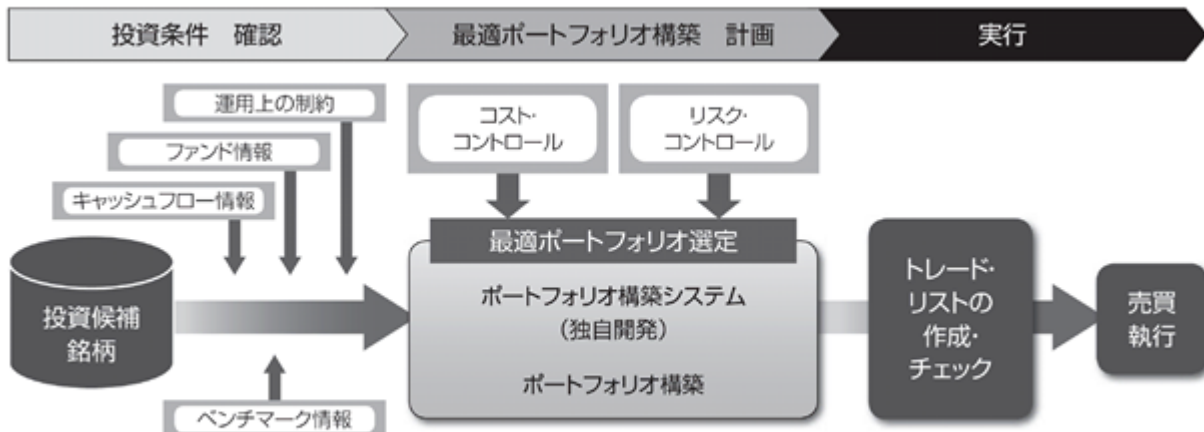 投資条件 確認
最適ポートフォリオ構築 計画
実行
運用上の制約
ファンド情報
キャッシュフロー情報
投資候補
銘柄
ベンチマーク情報
コスト・
コントロール
リスク・
コントロール
最適ポートフォリオ選定
ポートフォリオ構築システム
(独自開発)
ポートフォリオ構築
トレード・
リストの
作成・
チェック
売買
執行